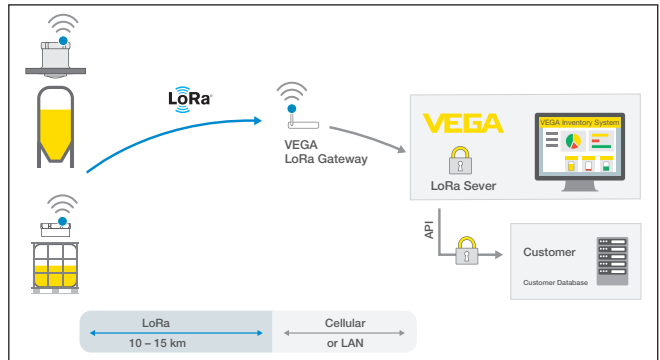 LoRa
VEGA
LoRa Gateway
VEGA
LoRa Sever
VEGA Inventory System
API
Customer
Customer Database
LoRa
10 – 15 km
Cellular
or LAN